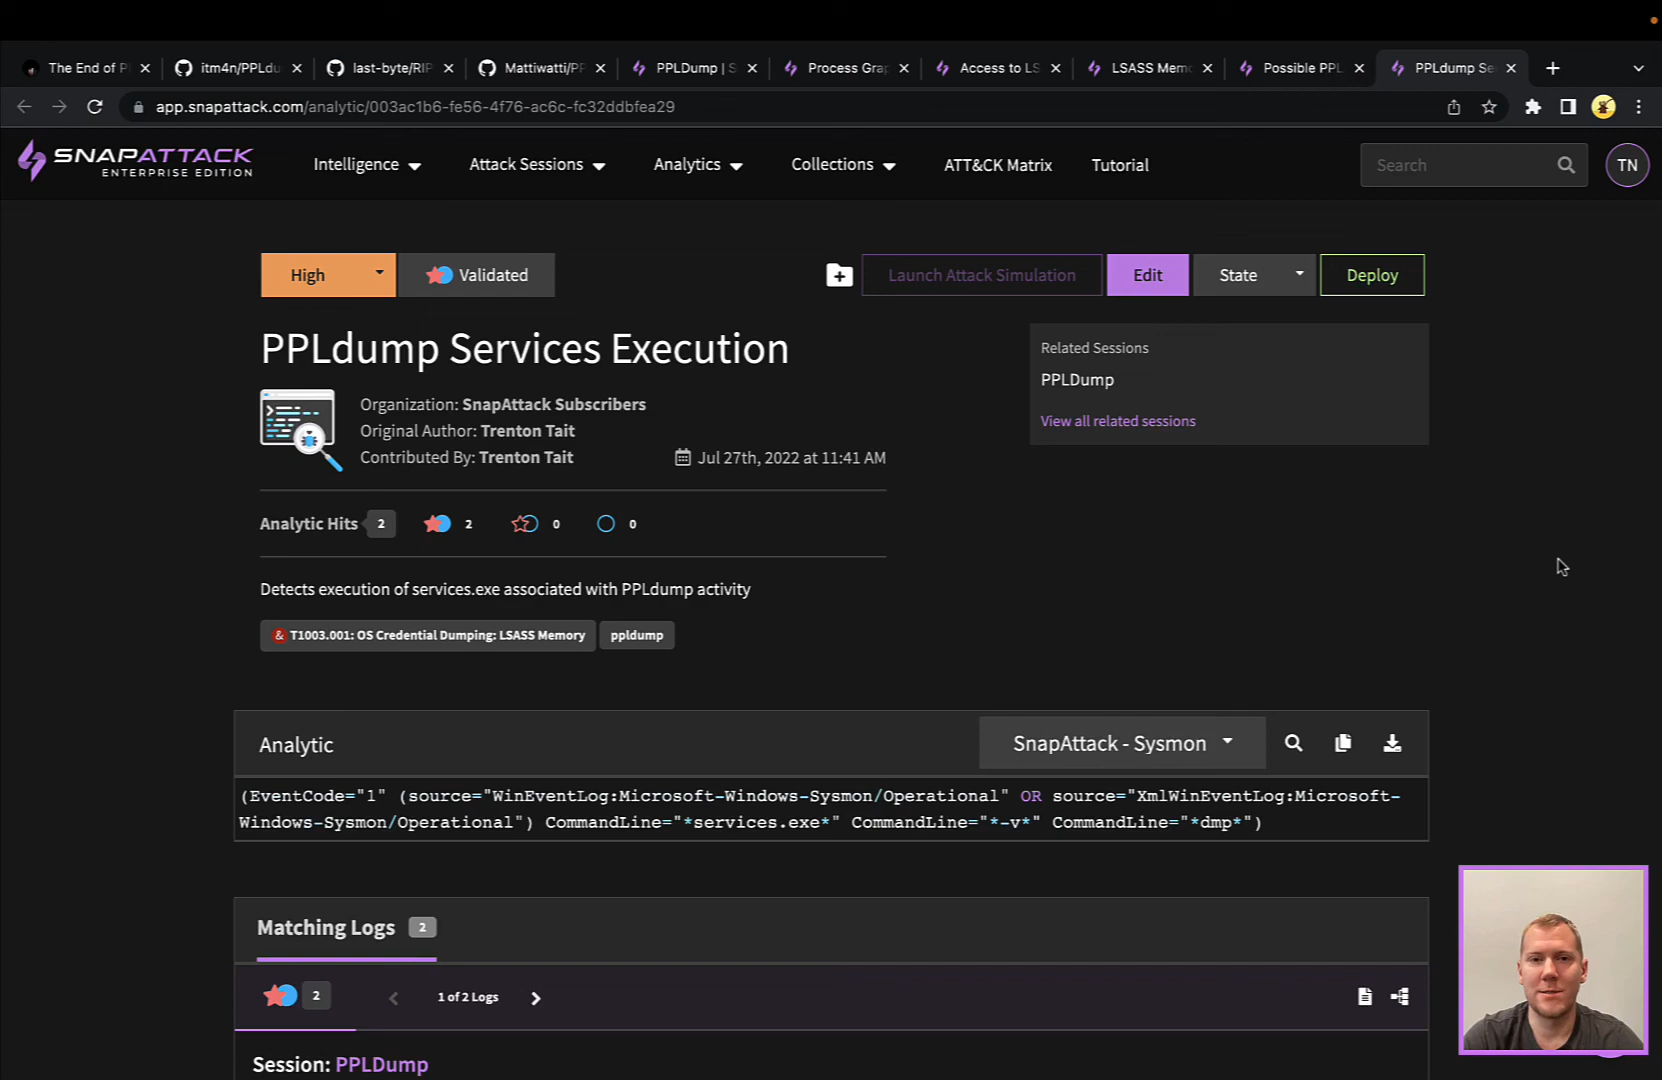 The End of P
itm4n/PPLdu
last-byte/RIP
Mattiwatti/PP
PPLDump | S
Process Gra
Access to LS
LSASS Mem
Possible PPL
PPLdump Se
app.snapattack.com/analytic/003ac1b6-fe56-4f76-ac6c-fc32ddbfea29
SNAPATTACK
ENTERPRISE EDITION
Intelligence
Attack Sessions
Analytics
Collections
ATT&CK Matrix
Tutorial
Search
TN
High
Validated
Launch Attack Simulation
Edit
State
Deploy
PPLdump Services Execution
Organization: SnapAttack Subscribers
Original Author: Trenton Tait
Contributed By: Trenton Tait
Jul 27th, 2022 at 11:41 AM
Related Sessions
PPLDump
View all related sessions
Analytic Hits 2
2
0
0
Detects execution of services.exe associated with PPLdump activity
& T1003.001: OS Credential Dumping: LSASS Memory
ppldump
Analytic
SnapAttack - Sysmon
(EventCode="1" (source="WinEventLog:Microsoft-Windows-Sysmon/Operational" OR source="XmlWinEventLog:Microsoft-
Windows-Sysmon/Operational") CommandLine="*services.exe*" CommandLine="*-v*" CommandLine="*dmp*")
Matching Logs 2
2
1 of 2 Logs
Session: PPLDump